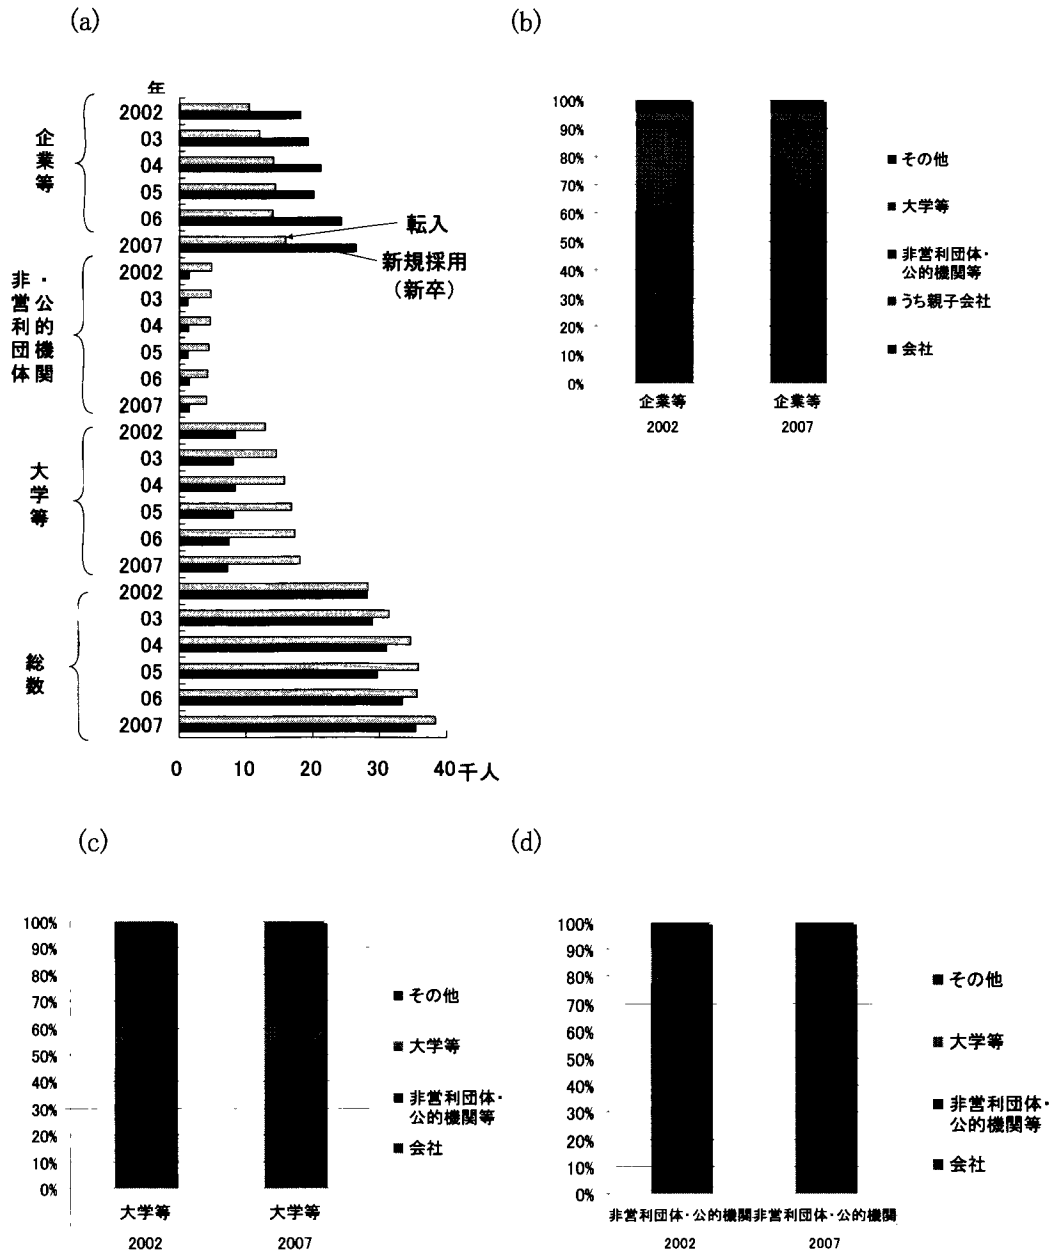 (a)
年
企業等
2002
03
04
05
06
2007
転入
新規採用
(新卒)
非営利団体
・公的機関
2002
03
04
05
06
2007
大学等
2002
03
04
05
06
2007
総数
2002
03
04
05
06
2007
0 10 20 30 40千人
(b)
100%
90%
80%
70%
60%
50%
40%
30%
20%
10%
0%
その他
大学等
非営利団体・
公的機関等
うち親子会社
会社
企業等 企業等
2002 2007
(c)
100%
90%
80%
70%
60%
50%
40%
30%
20%
10%
0%
その他
大学等
非営利団体・
公的機関等
会社
大学等 大学等
2002 2007
(d)
100%
90%
80%
70%
60%
50%
40%
30%
20%
10%
0%
その他
大学等
非営利団体・
公的機関等
会社
非営利団体・公的機関 非営利団体・公的機関
2002 2007